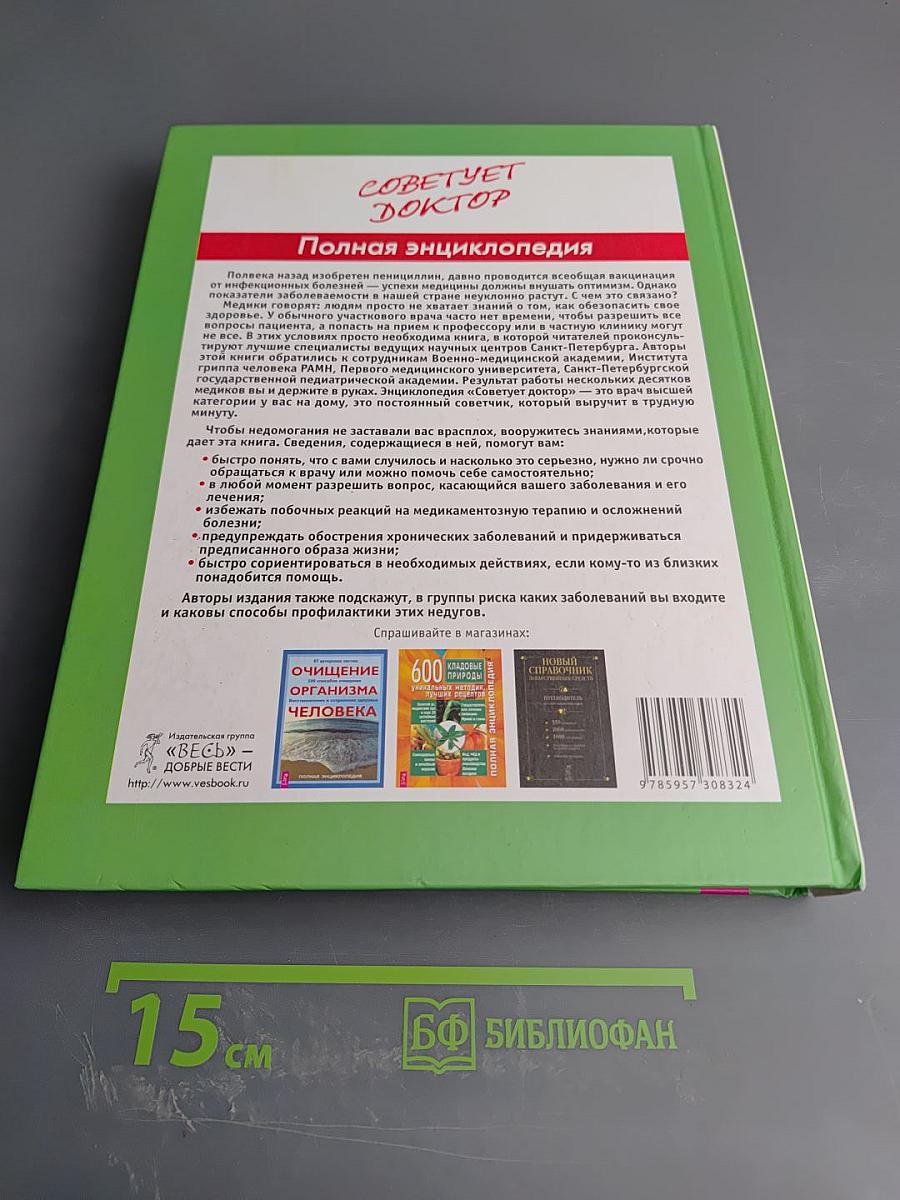 СОВЕТУЕТ
ДОКТОР
Полная энциклопедия
Полвека назад изобретен пенициллин, давно проводится всеобщая вакцинация
от инфекционных болезней — успехи медицины должны внушать оптимизм. Однако
показатели заболеваемости в нашей стране неуклонно растут. С чем это связано?
Медики говорят: людям просто не хватает знаний о том, как обезопасить свое
здоровье. У обычного участкового врача часто нет времени, чтобы разрешить все
вопросы пациента, а попасть на прием к профессору или в частную клинику могут
не все. В этих условиях просто необходима книга, в которой читателей проконсуль-
тируют лучшие специалисты ведущих научных центров Санкт-Петербурга. Авторы
этой книги обратились к сотрудникам Военно-медицинской академии, Института
гриппа человека РАМН, Первого медицинского университета, Санкт-Петербургской
государственной педиатрической академии. Результат работы нескольких десятков
медиков вы и держите в руках. Энциклопедия «Советует доктор» — это врач высшей
категории у вас на дому, это постоянный советчик, который выручит в трудную
минуту.
Чтобы недомогания не заставали вас врасплох, вооружитесь знаниями,которые
дает эта книга. Сведения, содержащиеся в ней, помогут вам:
• быстро понять, что с вами случилось и насколько это серьезно, нужно ли срочно
обращаться к врачу или можно помочь себе самостоятельно;
• в любой момент разрешить вопрос, касающийся вашего заболевания и его
лечения;
• избежать побочных реакций на медикаментозную терапию и осложнений
болезни;
• предупреждать обострения хронических заболеваний и придерживаться
предписанного образа жизни;
• быстро сориентироваться в необходимых действиях, если кому-то из близких
понадобится помощь.
Авторы издания также подскажут, в группы риска каких заболеваний вы входите
и каковы способы профилактики этих недугов.
Спрашивайте в магазинах:
ОЧИЩЕНИЕ
ОРГАНИЗМА
ЧЕЛОВЕКА
ПОЛНАЯ ЭНЦИКЛОПЕДИЯ
600
КЛАДОВЫЕ
ПРИРОДЫ
уникальных методик,
лучших рецептов
ПОЛНАЯ ЭНЦИКЛОПЕДИЯ
НОВЫЙ
СПРАВОЧНИК
ЛЕКАРСТВЕННЫХ СРЕДСТВ
ПУТЕВОДИТЕЛЬ
Издательская группа
«ВЕСЬ» —
ДОБРЫЕ ВЕСТИ
http://www.vesbook.ru
9 785957 308324
15 см
БФ БИБЛИОФАН